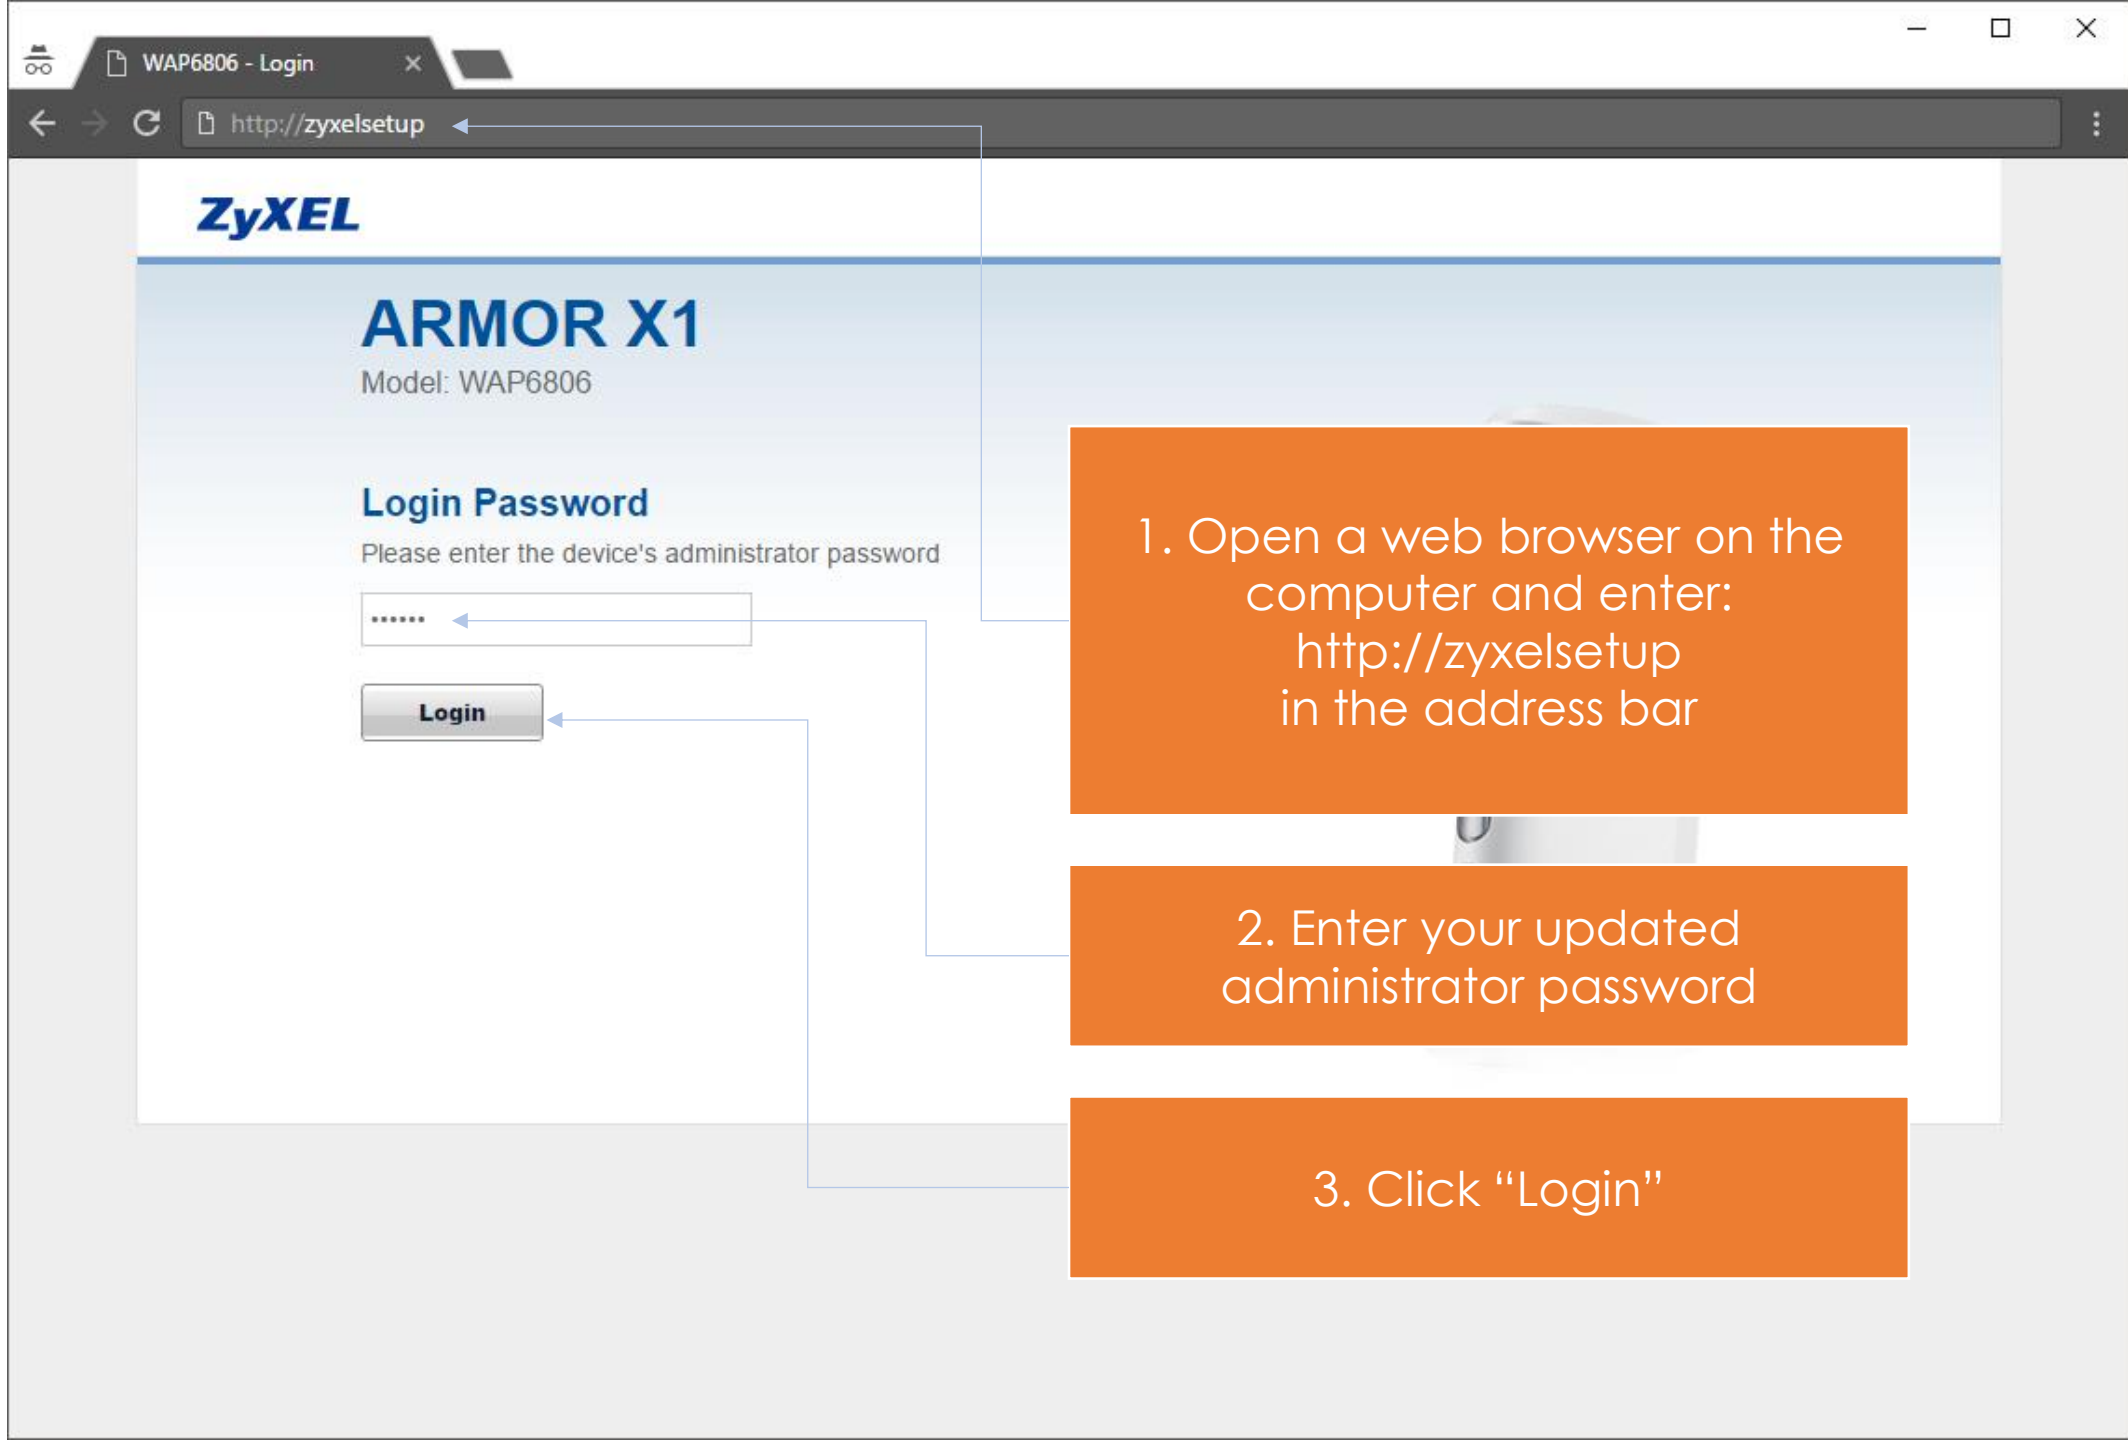 WAP6806 - Login
http://zyxelsetup
ZyXEL
ARMOR X1
Model: WAP6806
Login Password
Please enter the device's administrator password
••••••
Login
1. Open a web browser on the
computer and enter:
http://zyxelsetup
in the address bar
2. Enter your updated
administrator password
3. Click “Login”